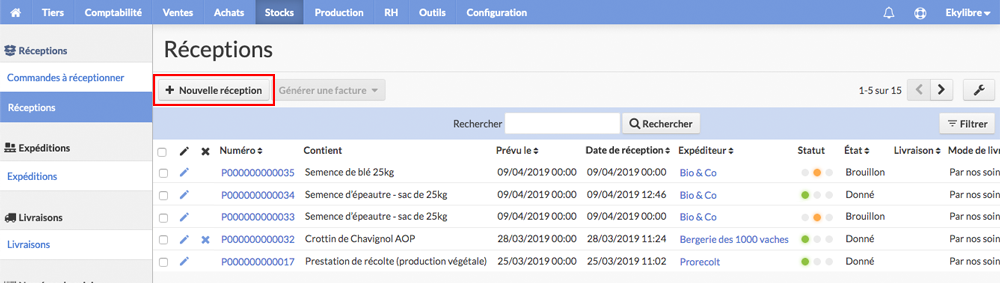 Tiers Comptabilité Ventes Achats Stocks Production RH Outils Configuration Ekylibre
Réceptions
Commandes à réceptionner
Réceptions
Expéditions
Expéditions
Livraisons
Livraisons
Réceptions
+ Nouvelle réception Générer une facture 1-5 sur 15
Rechercher Rechercher Filtrer
Numéro Contient Prévu le Date de réception Expéditeur Statut État Livraison Mode de livr
P000000000035 Semence de blé 25kg 09/04/2019 00:00 09/04/2019 00:00 Bio & Co Brouillon Par nos soin
P000000000034 Semence d'épeautre - sac de 25kg 09/04/2019 00:00 09/04/2019 12:46 Bio & Co Donné Par nos soin
P000000000033 Semence d'épeautre - sac de 25kg 09/04/2019 00:00 09/04/2019 00:00 Bio & Co Brouillon Par nos soin
P000000000032 Crottin de Chavignol AOP 28/03/2019 00:00 28/03/2019 11:24 Bergerie des 1000 vaches Donné Par nos soin
P000000000017 Prestation de récolte (production végétale) 25/03/2019 00:00 25/03/2019 11:02 Prorecolt Donné Par nos soin